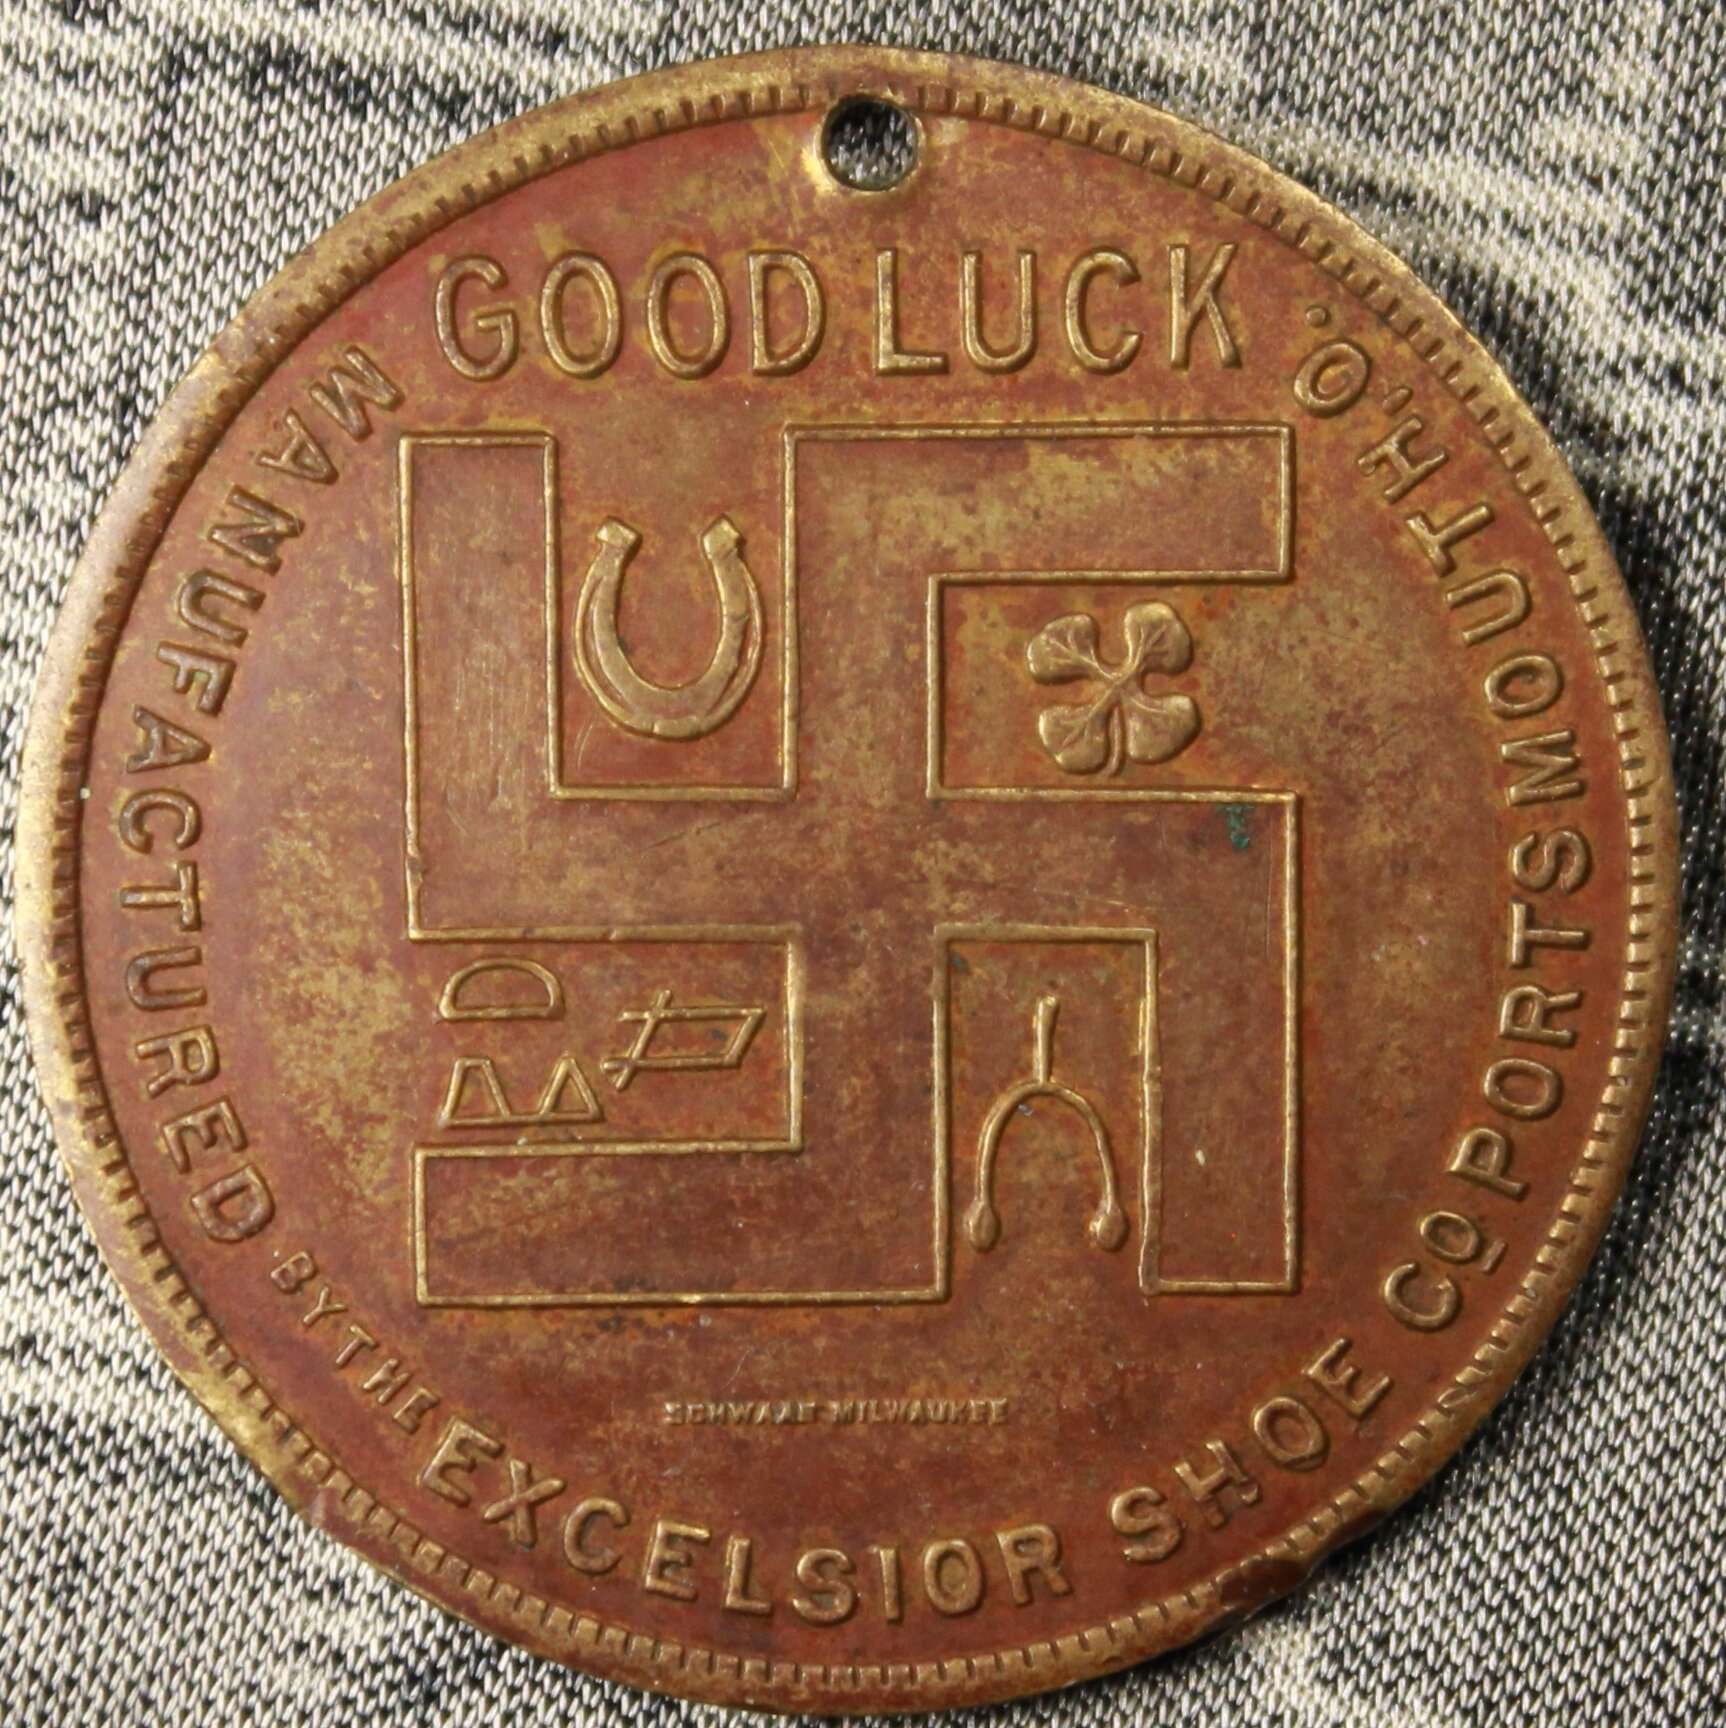 GOOD LUCK
MANUFACTURED BY THE EXCELSIOR SHOE Co PORTSMOUTH, O.
SCHWAAB MILWAUKEE